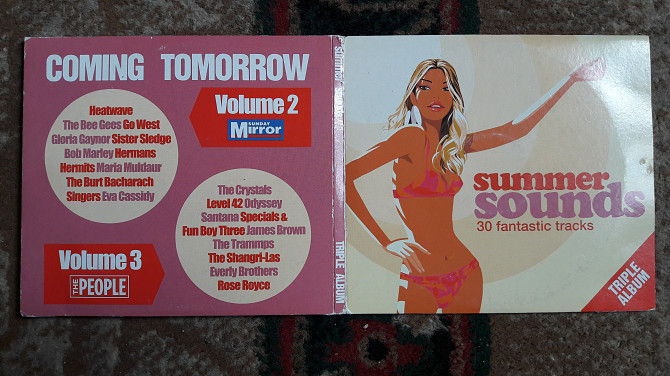 COMING TOMORROW
Heatwave
The Bee Gees Go West
Gloria Gaynor Sister Sledge
Bob Marley Hermans
Hermits Maria Muldaur
The Burt Bacharach
Singers Eva Cassidy
Volume 2
SUNDAY
Mirror
The Crystals
Level 42 Odyssey
Santana Specials &
Fun Boy Three James Brown
The Trammps
The Shangri-Las
Everly Brothers
Rose Royce
Volume 3
THE PEOPLE
summer
TRIPLE ALBUM
summer
sounds
30 fantastic tracks
TRIPLE
ALBUM